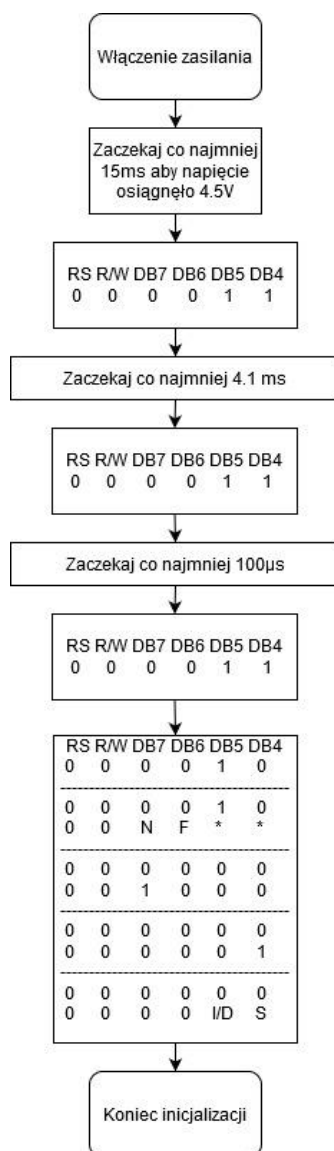 Włączenie zasilania
Zaczekaj co najmniej
15ms aby napięcie
osiągnęło 4.5V
RS R/W DB7 DB6 DB5 DB4
0 0 0 0 1 1
Zaczekaj co najmniej 4.1 ms
RS R/W DB7 DB6 DB5 DB4
0 0 0 0 1 1
Zaczekaj co najmniej 100µs
RS R/W DB7 DB6 DB5 DB4
0 0 0 0 1 1
RS R/W DB7 DB6 DB5 DB4
0 0 0 0 1 0
0 0 0 0 1 0
0 0 N F * *
0 0 0 0 0 0
0 0 1 0 0 0
0 0 0 0 0 0
0 0 0 0 0 1
0 0 0 0 0 0
0 0 0 0 I/D S
Koniec inicjalizacji